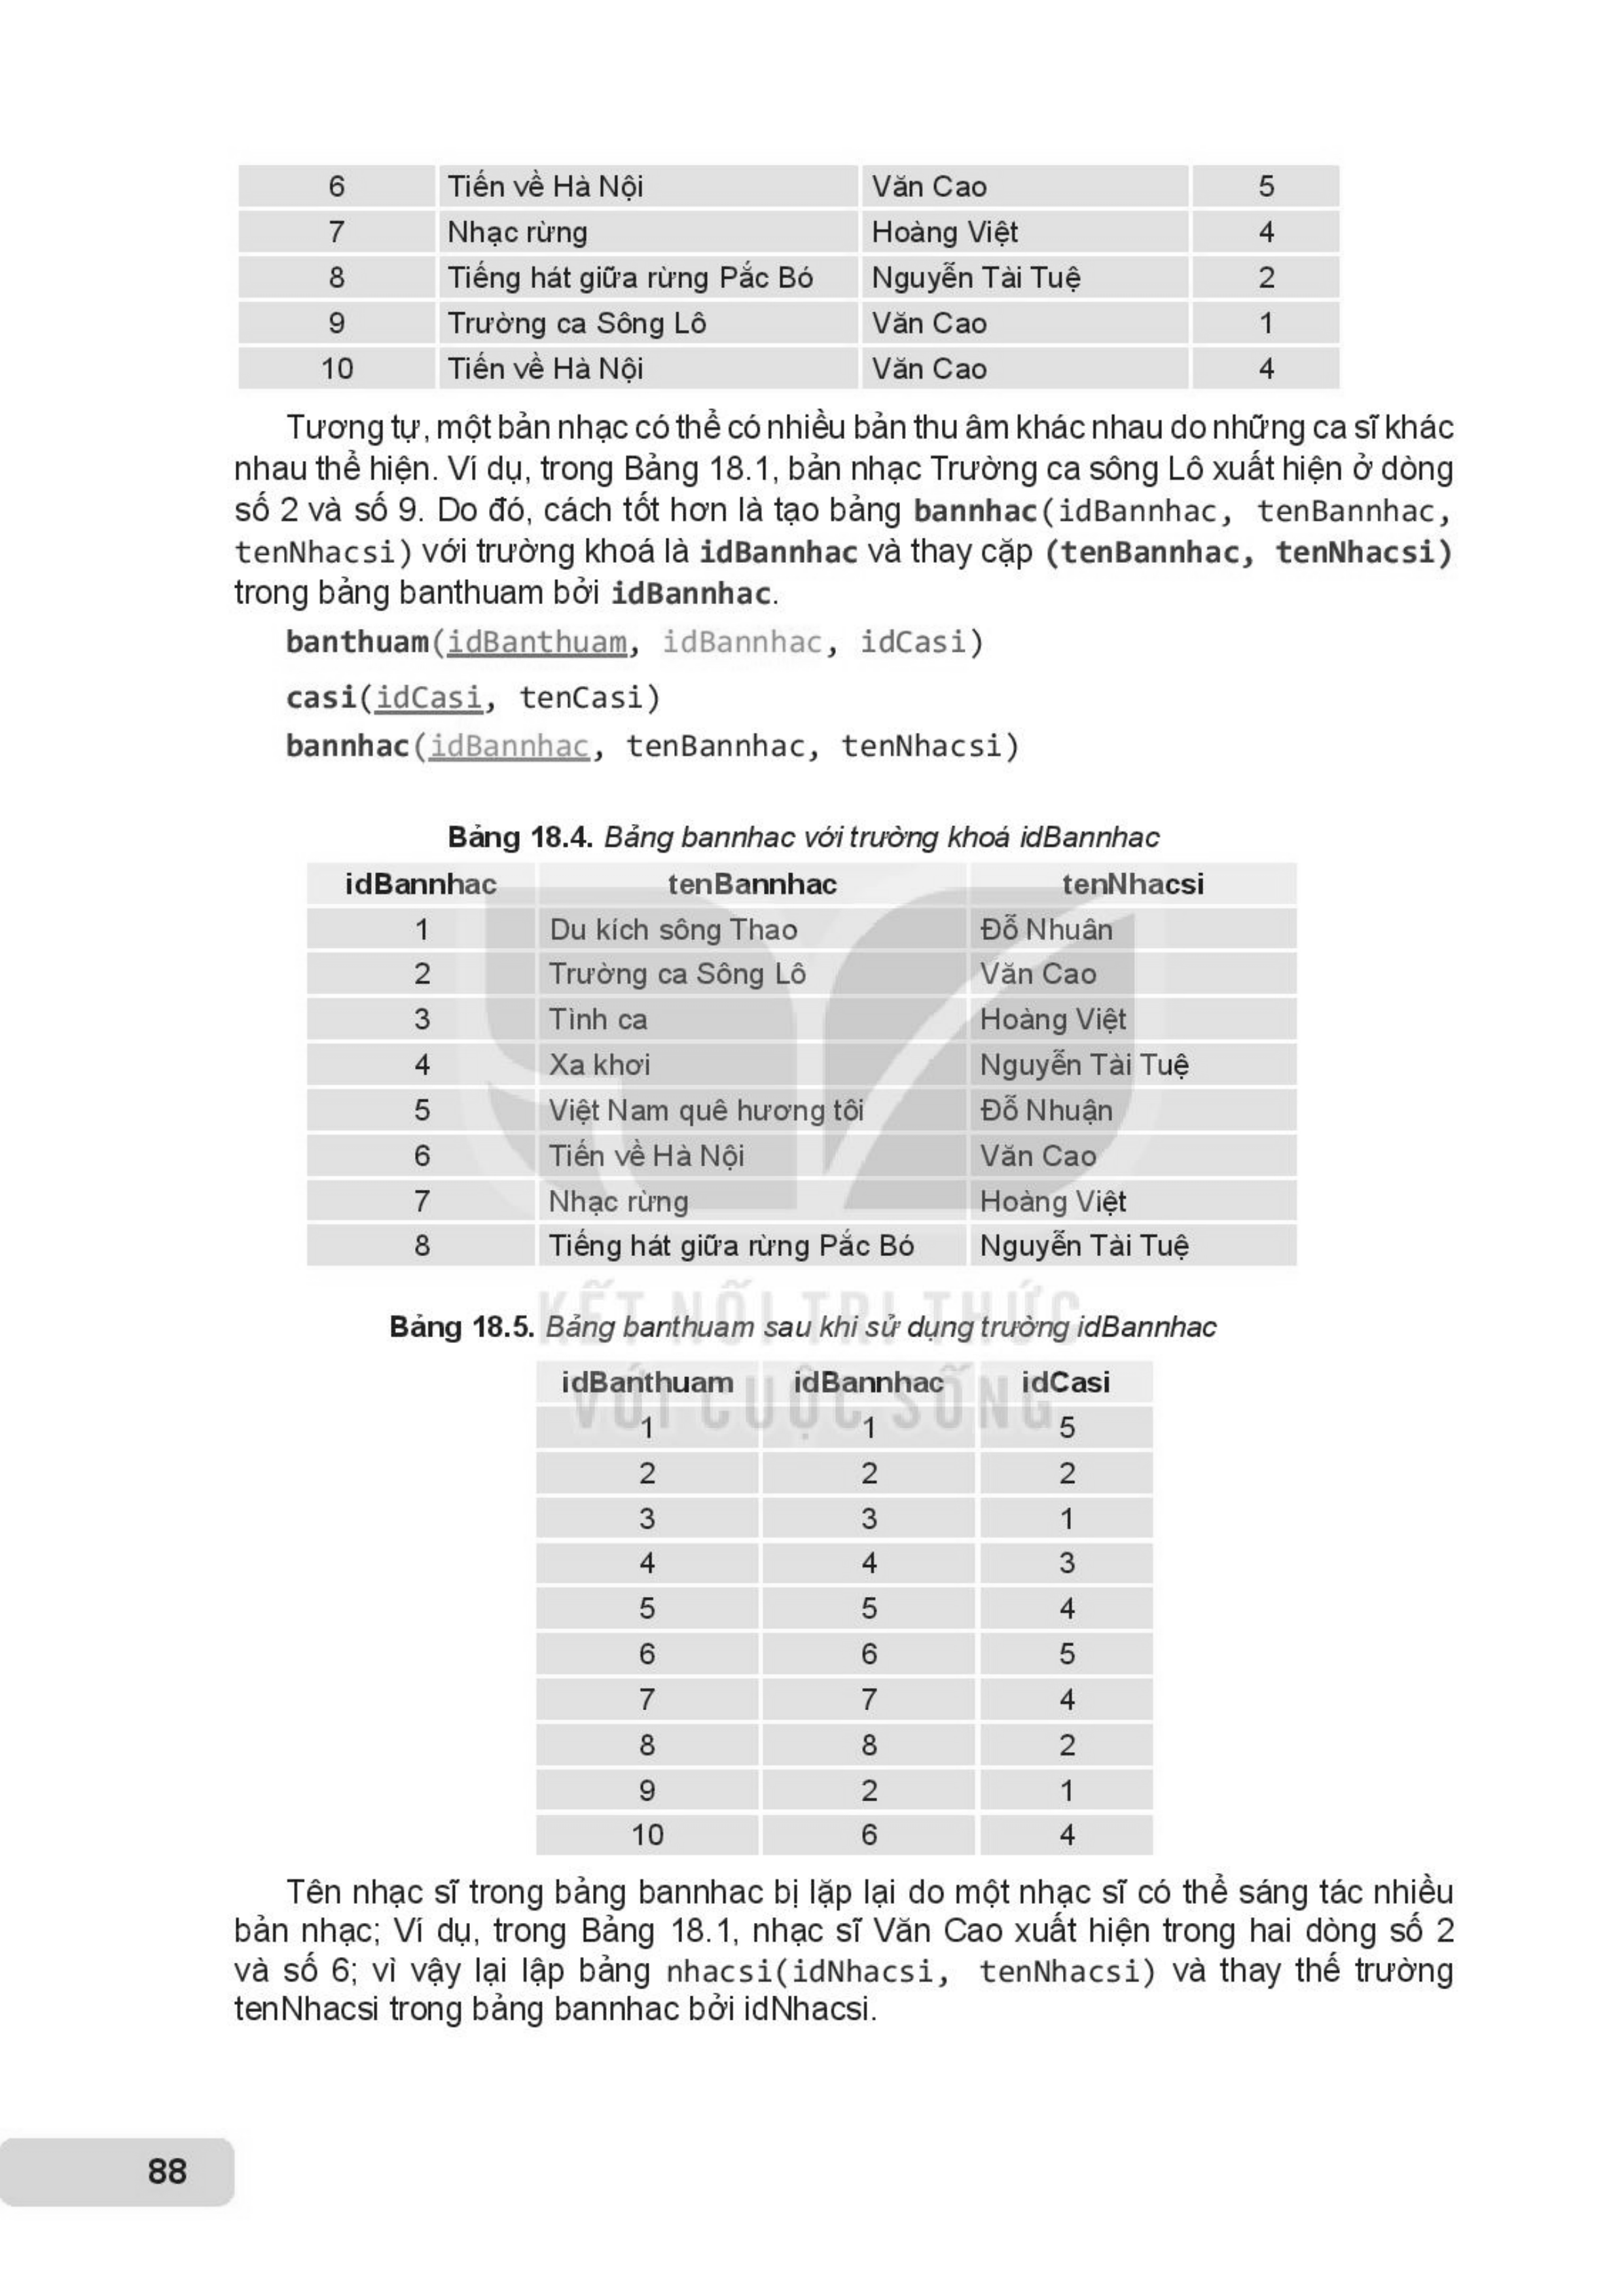 6 Tiến về Hà Nội Văn Cao 5
7 Nhạc rừng Hoàng Việt 4
8 Tiếng hát giữa rừng Pắc Bó Nguyễn Tài Tuệ 2
9 Trường ca Sông Lô Văn Cao 1
10 Tiến về Hà Nội Văn Cao 4
Tương tự, một bản nhạc có thể có nhiều bản thu âm khác nhau do những ca sĩ khác
nhau thể hiện. Ví dụ, trong Bảng 18.1, bản nhạc Trường ca sông Lô xuất hiện ở dòng
số 2 và số 9. Do đó, cách tốt hơn là tạo bảng bannhac(idBannhac, tenBannhac,
tenNhacsi) với trường khoá là idBannhac và thay cặp (tenBannhac, tenNhacsi)
trong bảng banthuam bởi idBannhac.
banthuam(idBanthuam, idBannhac, idCasi)
casi(idCasi, tenCasi)
bannhac(idBannhac, tenBannhac, tenNhacsi)
Bảng 18.4. Bảng bannhac với trường khoá idBannhac
idBannhac tenBannhac tenNhacsi
1 Du kích sông Thao Đỗ Nhuân
2 Trường ca Sông Lô Văn Cao
3 Tình ca Hoàng Việt
4 Xa khơi Nguyễn Tài Tuệ
5 Việt Nam quê hương tôi Đỗ Nhuận
6 Tiến về Hà Nội Văn Cao
7 Nhạc rừng Hoàng Việt
8 Tiếng hát giữa rừng Pắc Bó Nguyễn Tài Tuệ
KẾT NỐI TRI THỨC
Bảng 18.5. Bảng banthuam sau khi sử dụng trường idBannhac
VỚI CUỘC SỐNG
idBanthuam idBannhac idCasi
1 1 5
2 2 2
3 3 1
4 4 3
5 5 4
6 6 5
7 7 4
8 8 2
9 2 1
10 6 4
Tên nhạc sĩ trong bảng bannhac bị lặp lại do một nhạc sĩ có thể sáng tác nhiều
bản nhạc; Ví dụ, trong Bảng 18.1, nhạc sĩ Văn Cao xuất hiện trong hai dòng số 2
và số 6; vì vậy lại lập bảng nhacsi(idNhacsi, tenNhacsi) và thay thế trường
tenNhacsi trong bảng bannhac bởi idNhacsi.
88